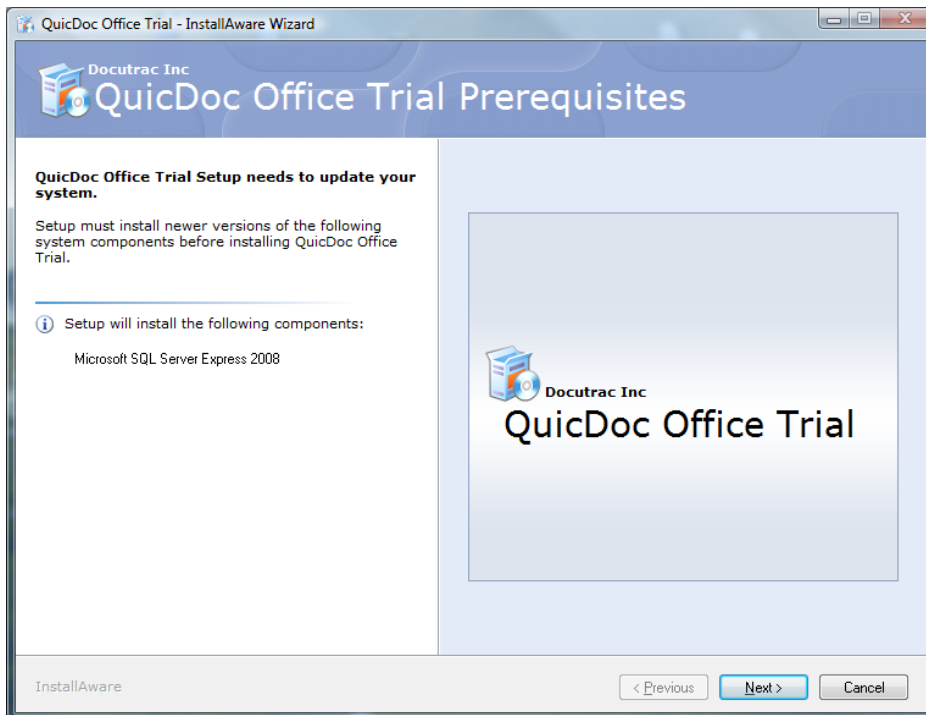 QuicDoc Office Trial - InstallAware Wizard
Docutrac Inc
QuicDoc Office Trial Prerequisites
QuicDoc Office Trial Setup needs to update your
system.
Setup must install newer versions of the following
system components before installing QuicDoc Office
Trial.
Setup will install the following components:
Microsoft SQL Server Express 2008
Docutrac Inc
QuicDoc Office Trial
InstallAware
< Previous
Next >
Cancel